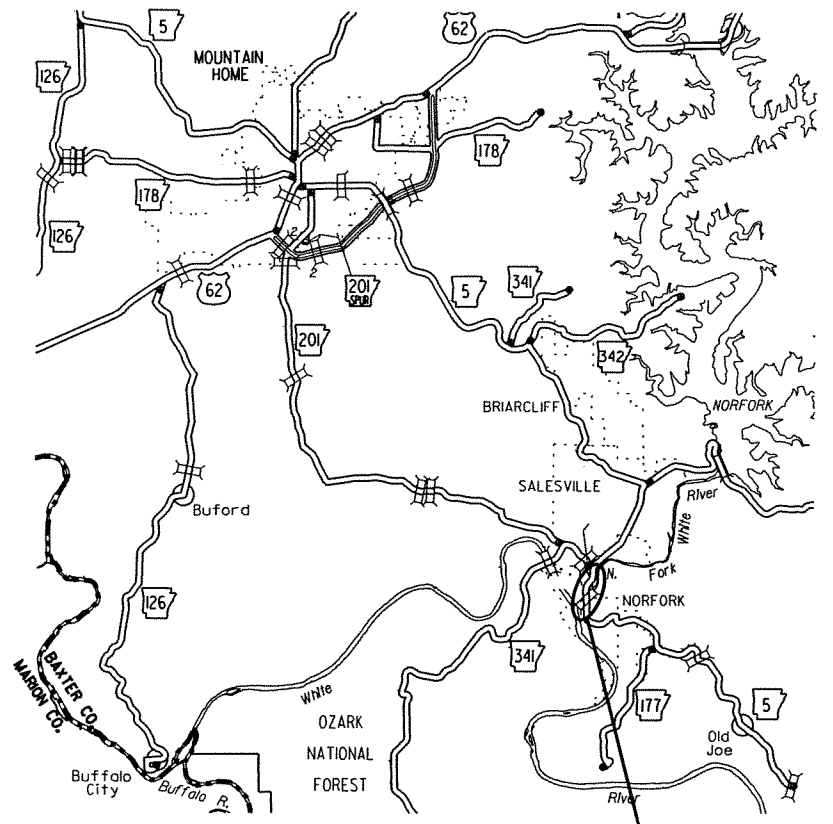 5
62
MOUNTAIN
HOME
126
178
178
126
2
62
2
201
SPUR
5
341
201
342
BRIARCLIFF
NORFORK
SALESVILLE
River
Buford
White
N.
Fork
126
NORFORK
341
BAXTER CO.
MARION CO.
White
177
5
OZARK
NATIONAL
FOREST
Old
Joe
Buffalo
City
Buffalo R.
River